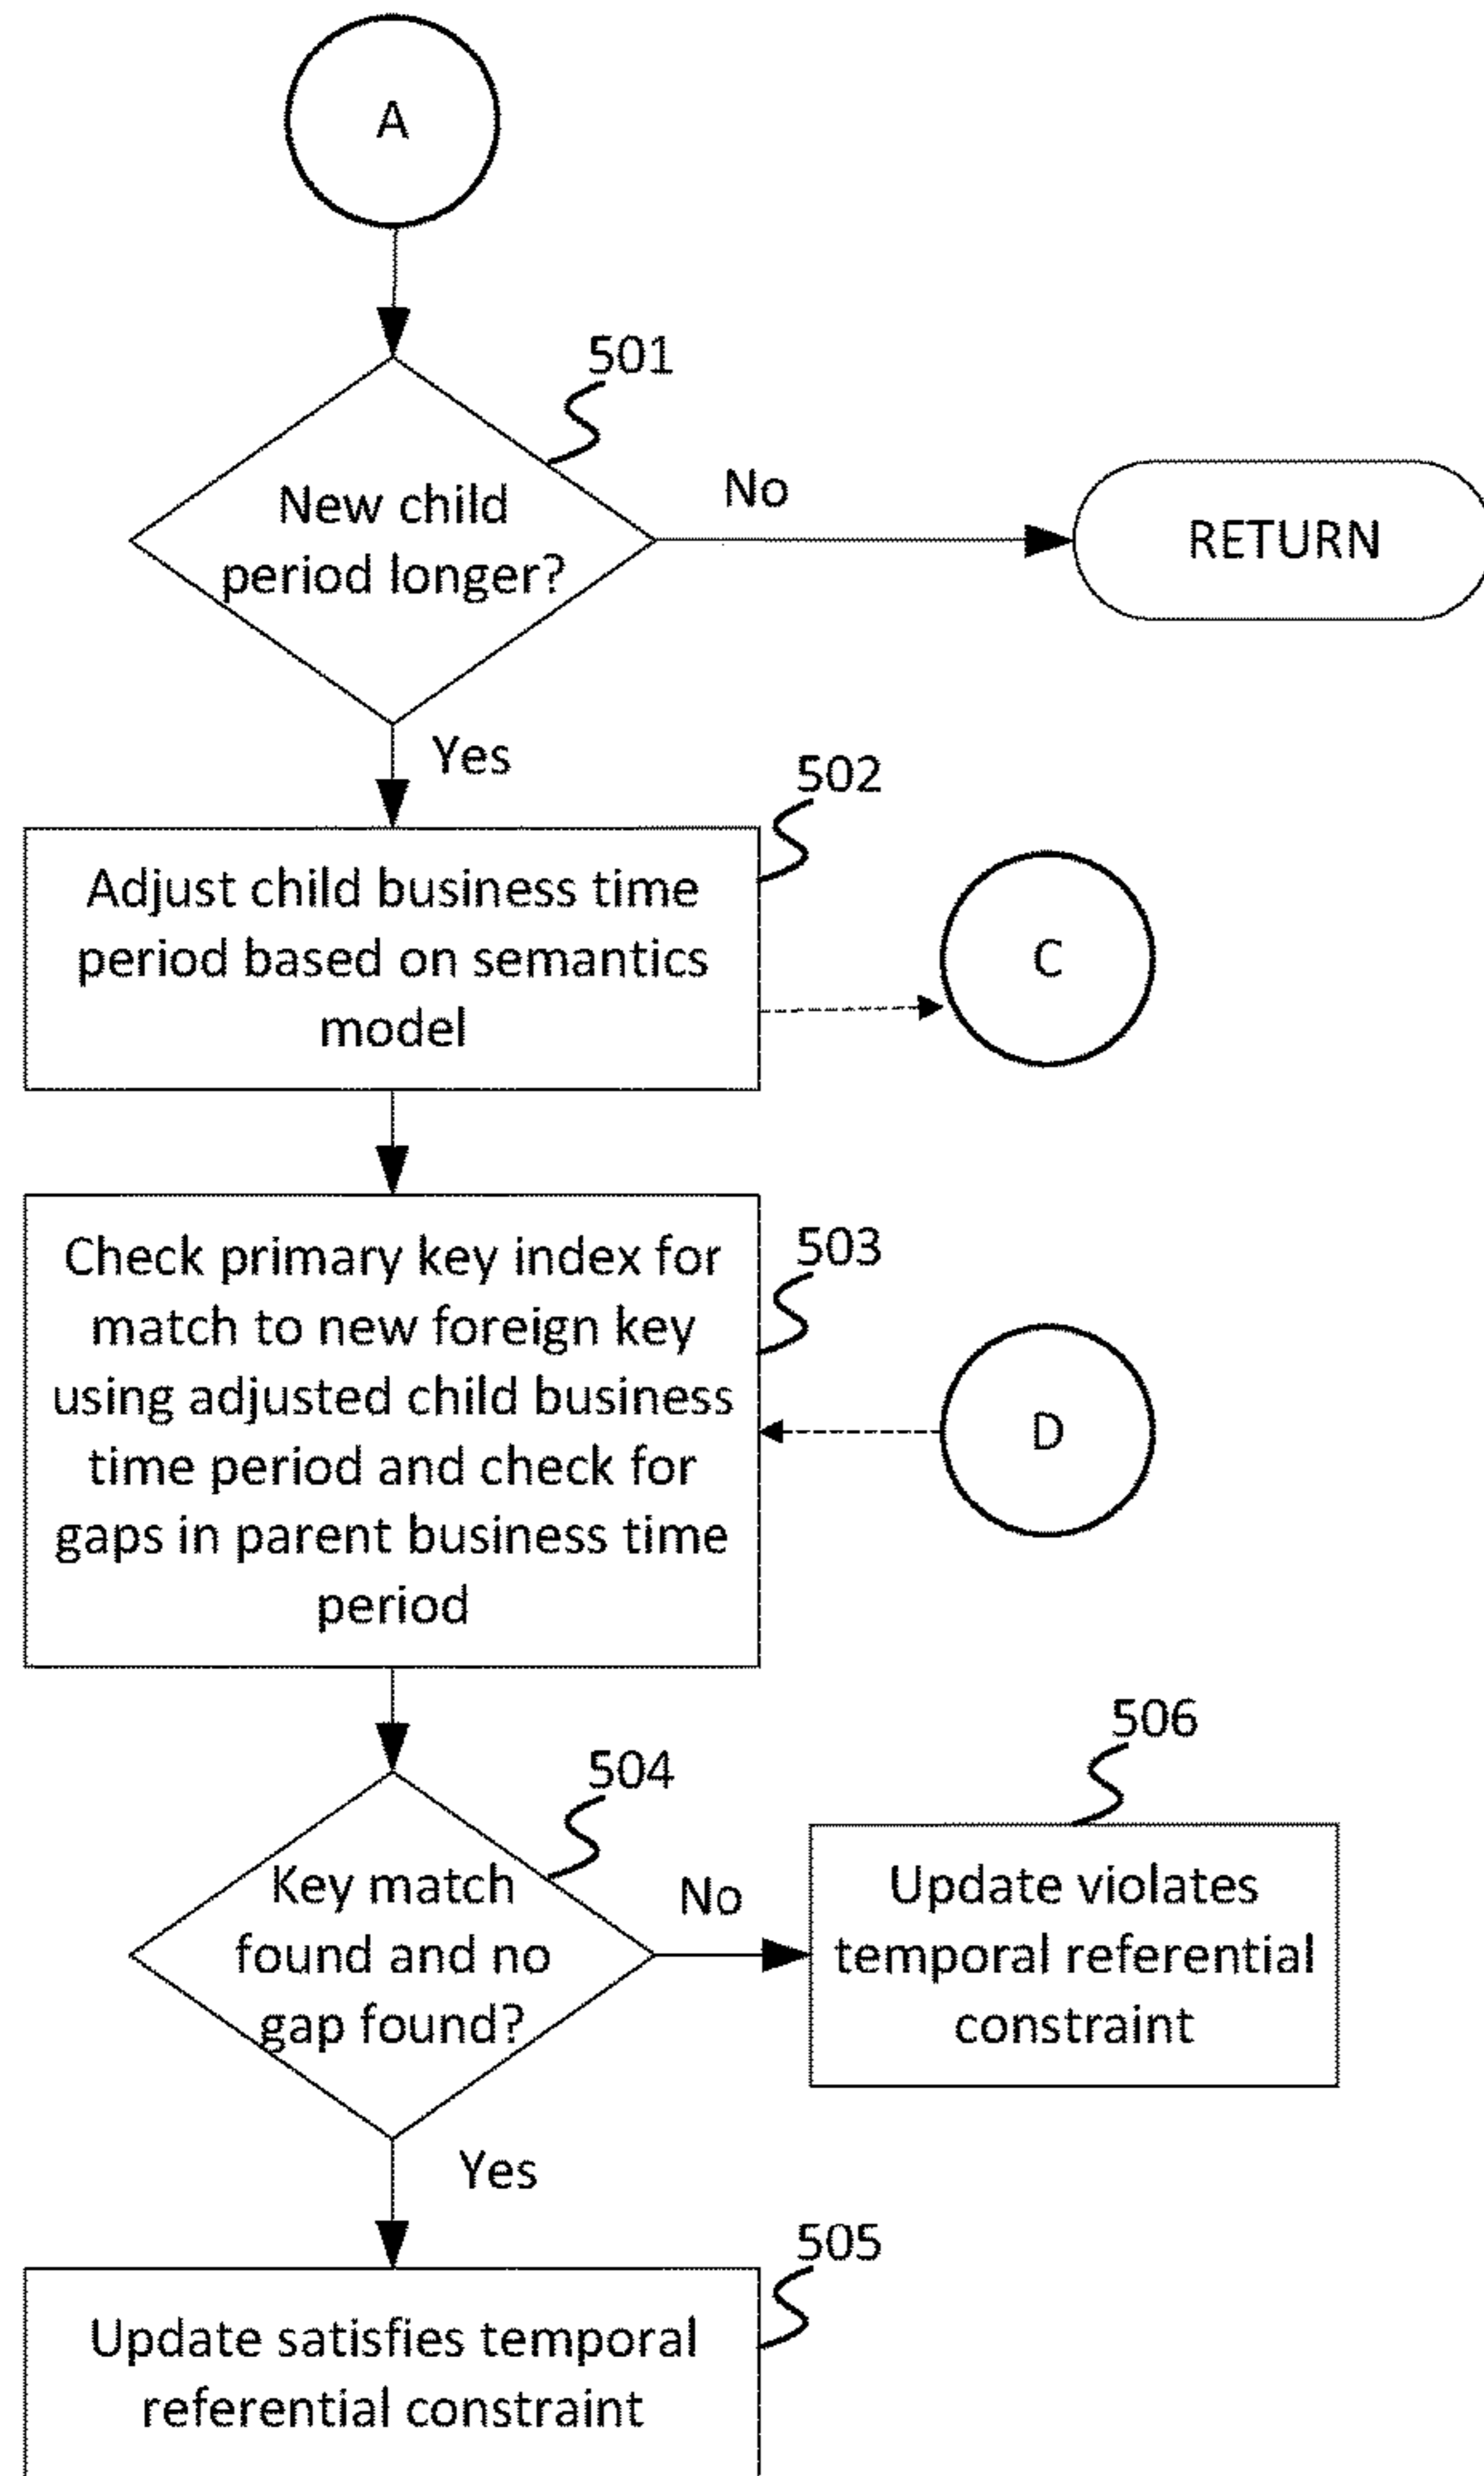 A
501
New child
period longer?
No
RETURN
Yes
502
Adjust child business time
period based on semantics
model
C
503
Check primary key index for
match to new foreign key
using adjusted child business
time period and check for
gaps in parent business time
period
D
504
Key match
found and no
gap found?
No
506
Update violates
temporal referential
constraint
Yes
505
Update satisfies temporal
referential constraint